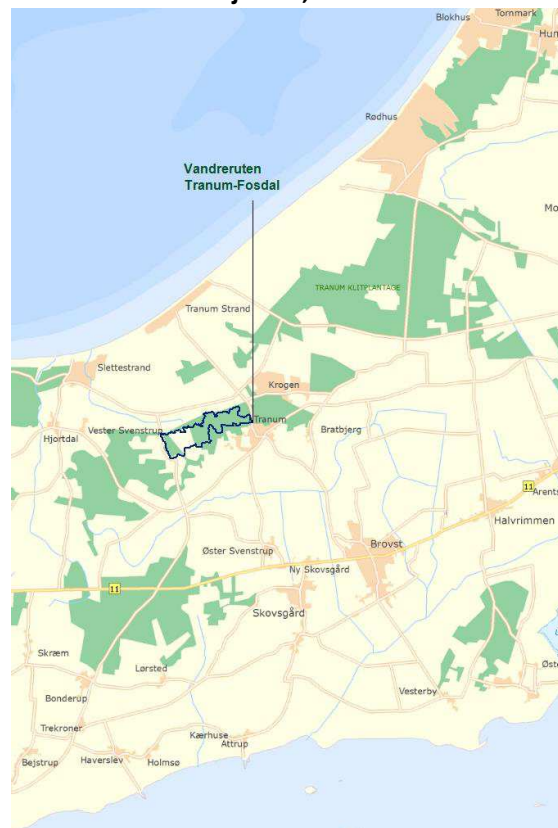 Blokhus
Tornmark
Hun
Rødhus
Vandreruten
Tranum-Fosdal
Mo
TRANUM KLITPLANTAGE
Tranum Strand
Slettestrand
Krogen
Hjortdal
Vester Svenstrup
Tranum
Bratbjerg
11
Arents
Halvrimmen
Øster Svenstrup
Brovst
Ny Skovsgård
11
Skovsgård
Skræm
Lørsted
Øste
Bonderup
Vesterby
Trekroner
Kærhuse
Attrup
Bejstrup
Haverslev
Holmsø